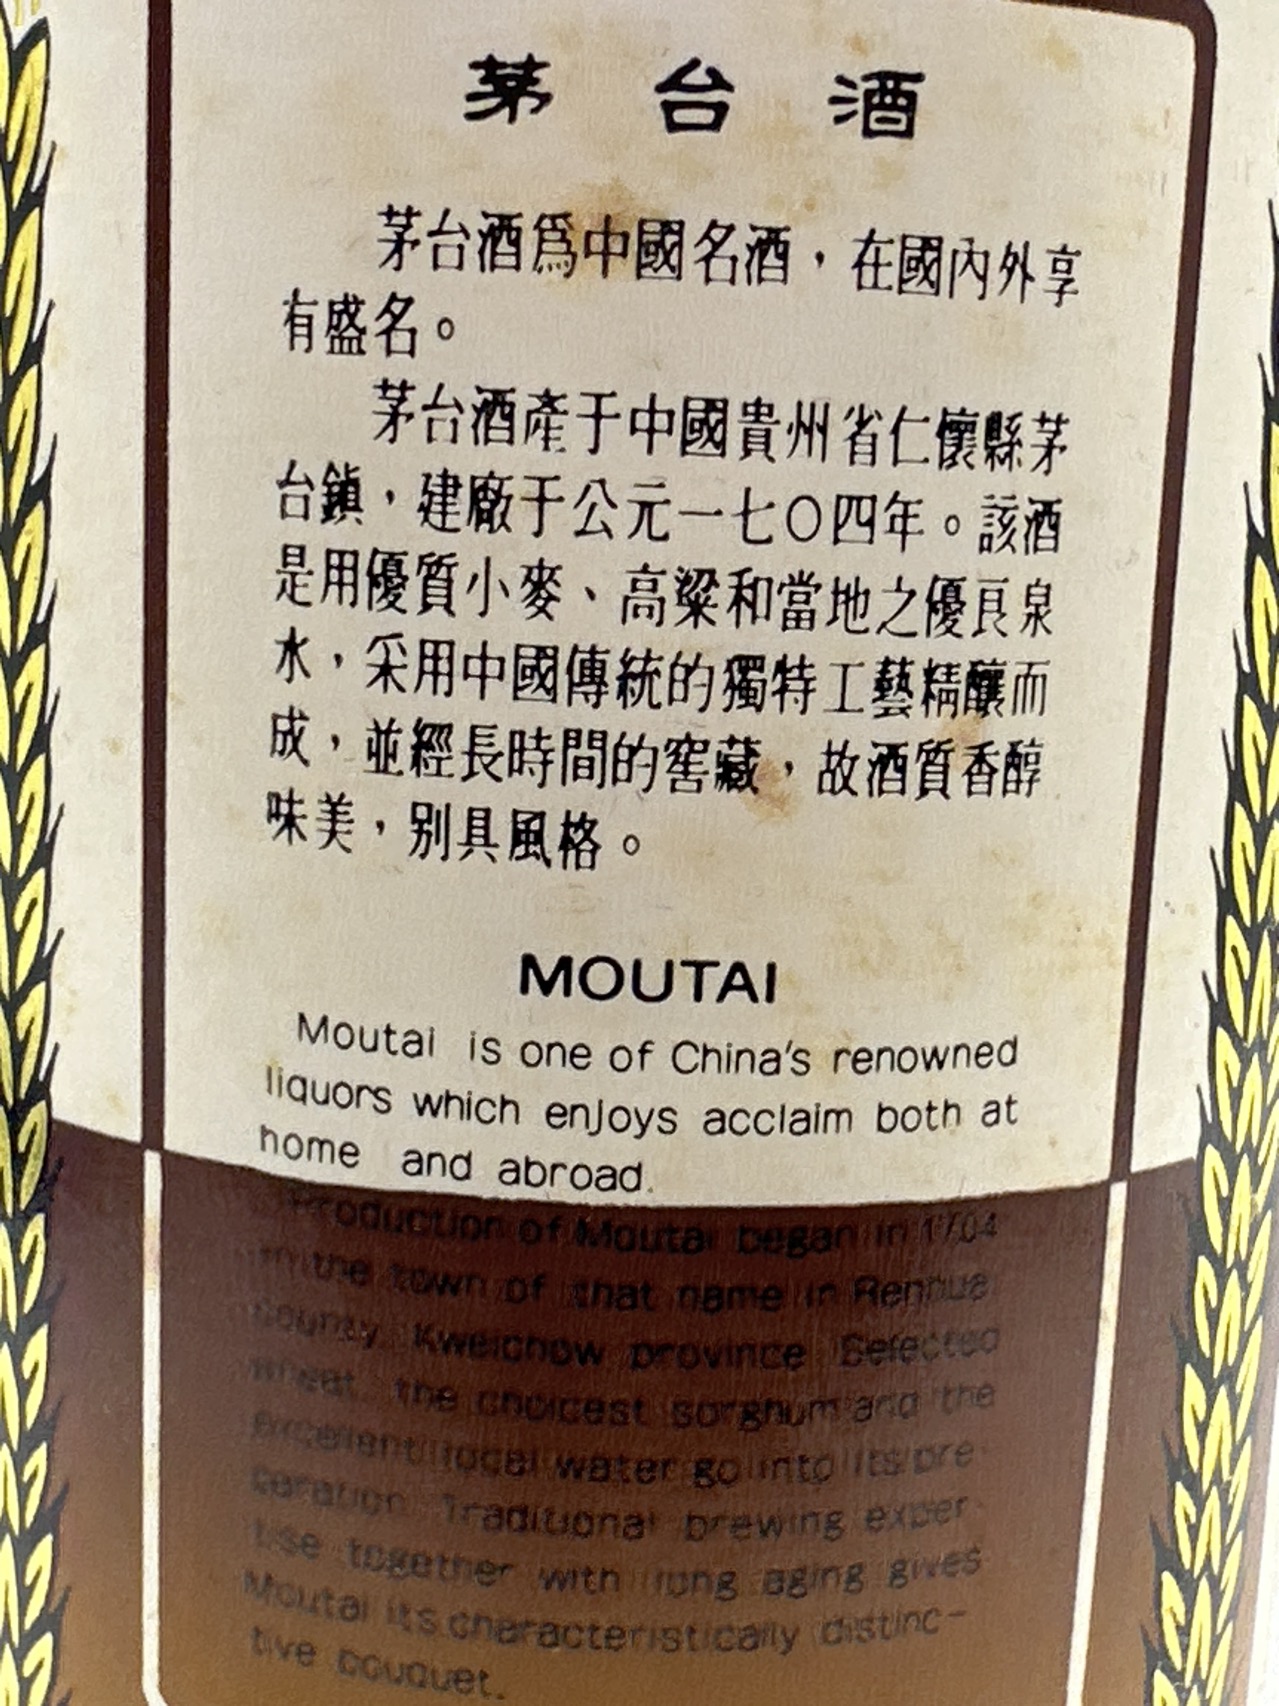 茅台酒
茅台酒爲中國名酒，在國內外享
有盛名。
茅台酒產于中國貴州省仁懷縣茅
台鎮，建廠于公元一七〇四年。該酒
是用優質小麥、高粱和當地之優良泉
水，采用中國傳統的獨特工藝精釀而
成，並經長時間的窖藏，故酒質香醇
味美，别具風格。
MOUTAI
Moutai is one of China's renowned
liquors which enjoys acclaim both at
home and abroad.
Production of Moutai began in 1704
in the town of that name in
county Kweichow province Selected
wheat the choicest sorghum and the
excellent local water go into its pre
paration Traditional brewing exper-
tise together with long aging gives
Moutai its characteristically distinc-
tive bouquet.